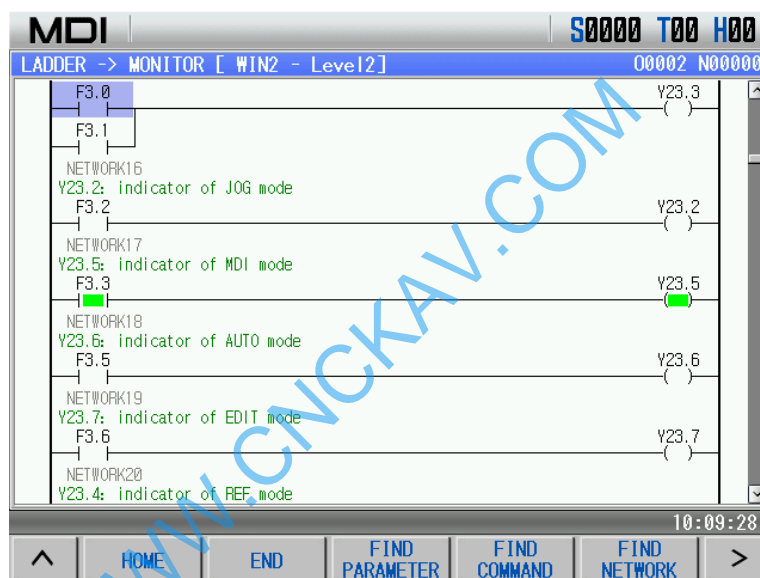 MDI S0000 T00 H00
LADDER -> MONITOR [ WIN2 - Level2] O0002 N00000
F3.0 Y23.3
F3.1
NETWORK16
Y23.2: indicator of JOG mode
F3.2 Y23.2
NETWORK17
Y23.5: indicator of MDI mode
F3.3 Y23.5
NETWORK18
Y23.6: indicator of AUTO mode
F3.5 Y23.6
NETWORK19
Y23.7: indicator of EDIT mode
F3.6 Y23.7
NETWORK20
Y23.4: indicator of REF mode
10:09:28
^ HOME END FIND PARAMETER FIND COMMAND FIND NETWORK >
WWW.CNCKAV.COM